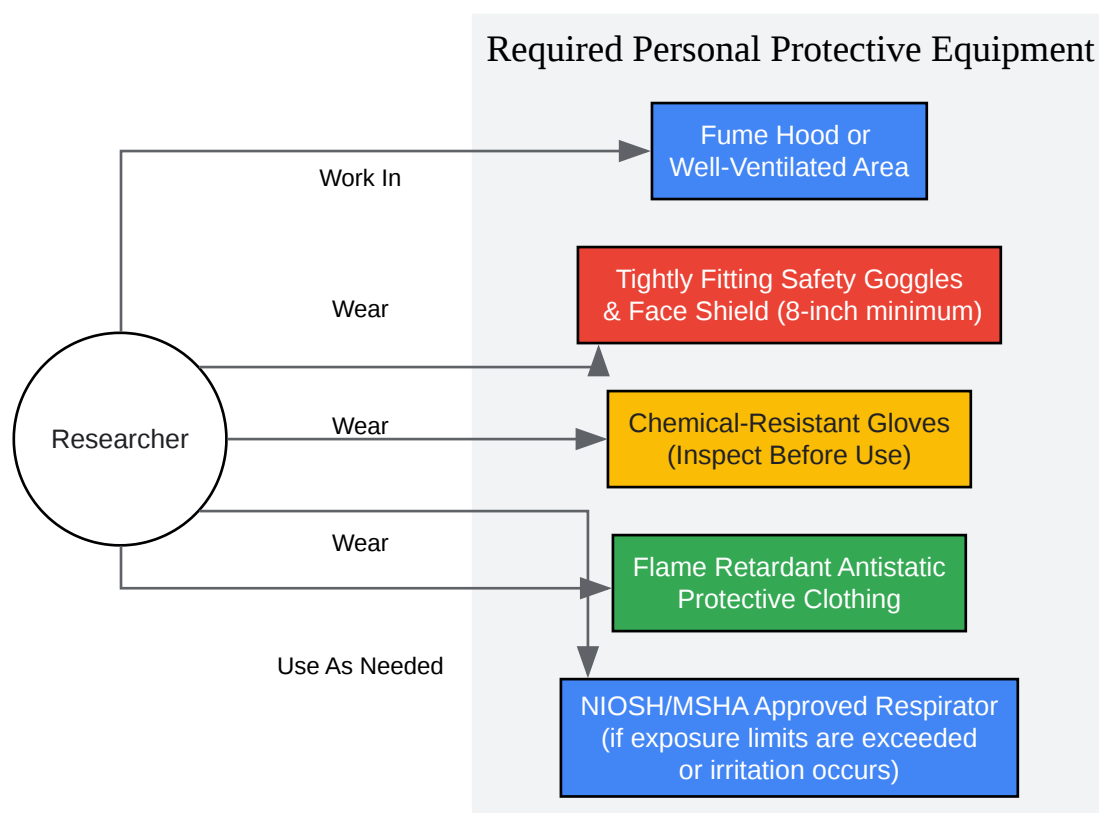 Required Personal Protective Equipment
Fume Hood or
Well-Ventilated Area
Work In
Tightly Fitting Safety Goggles
& Face Shield (8-inch minimum)
Wear
Researcher
Wear
Chemical-Resistant Gloves
(Inspect Before Use)
Wear
Flame Retardant Antistatic
Protective Clothing
Use As Needed
NIOSH/MSHA Approved Respirator
(if exposure limits are exceeded
or irritation occurs)